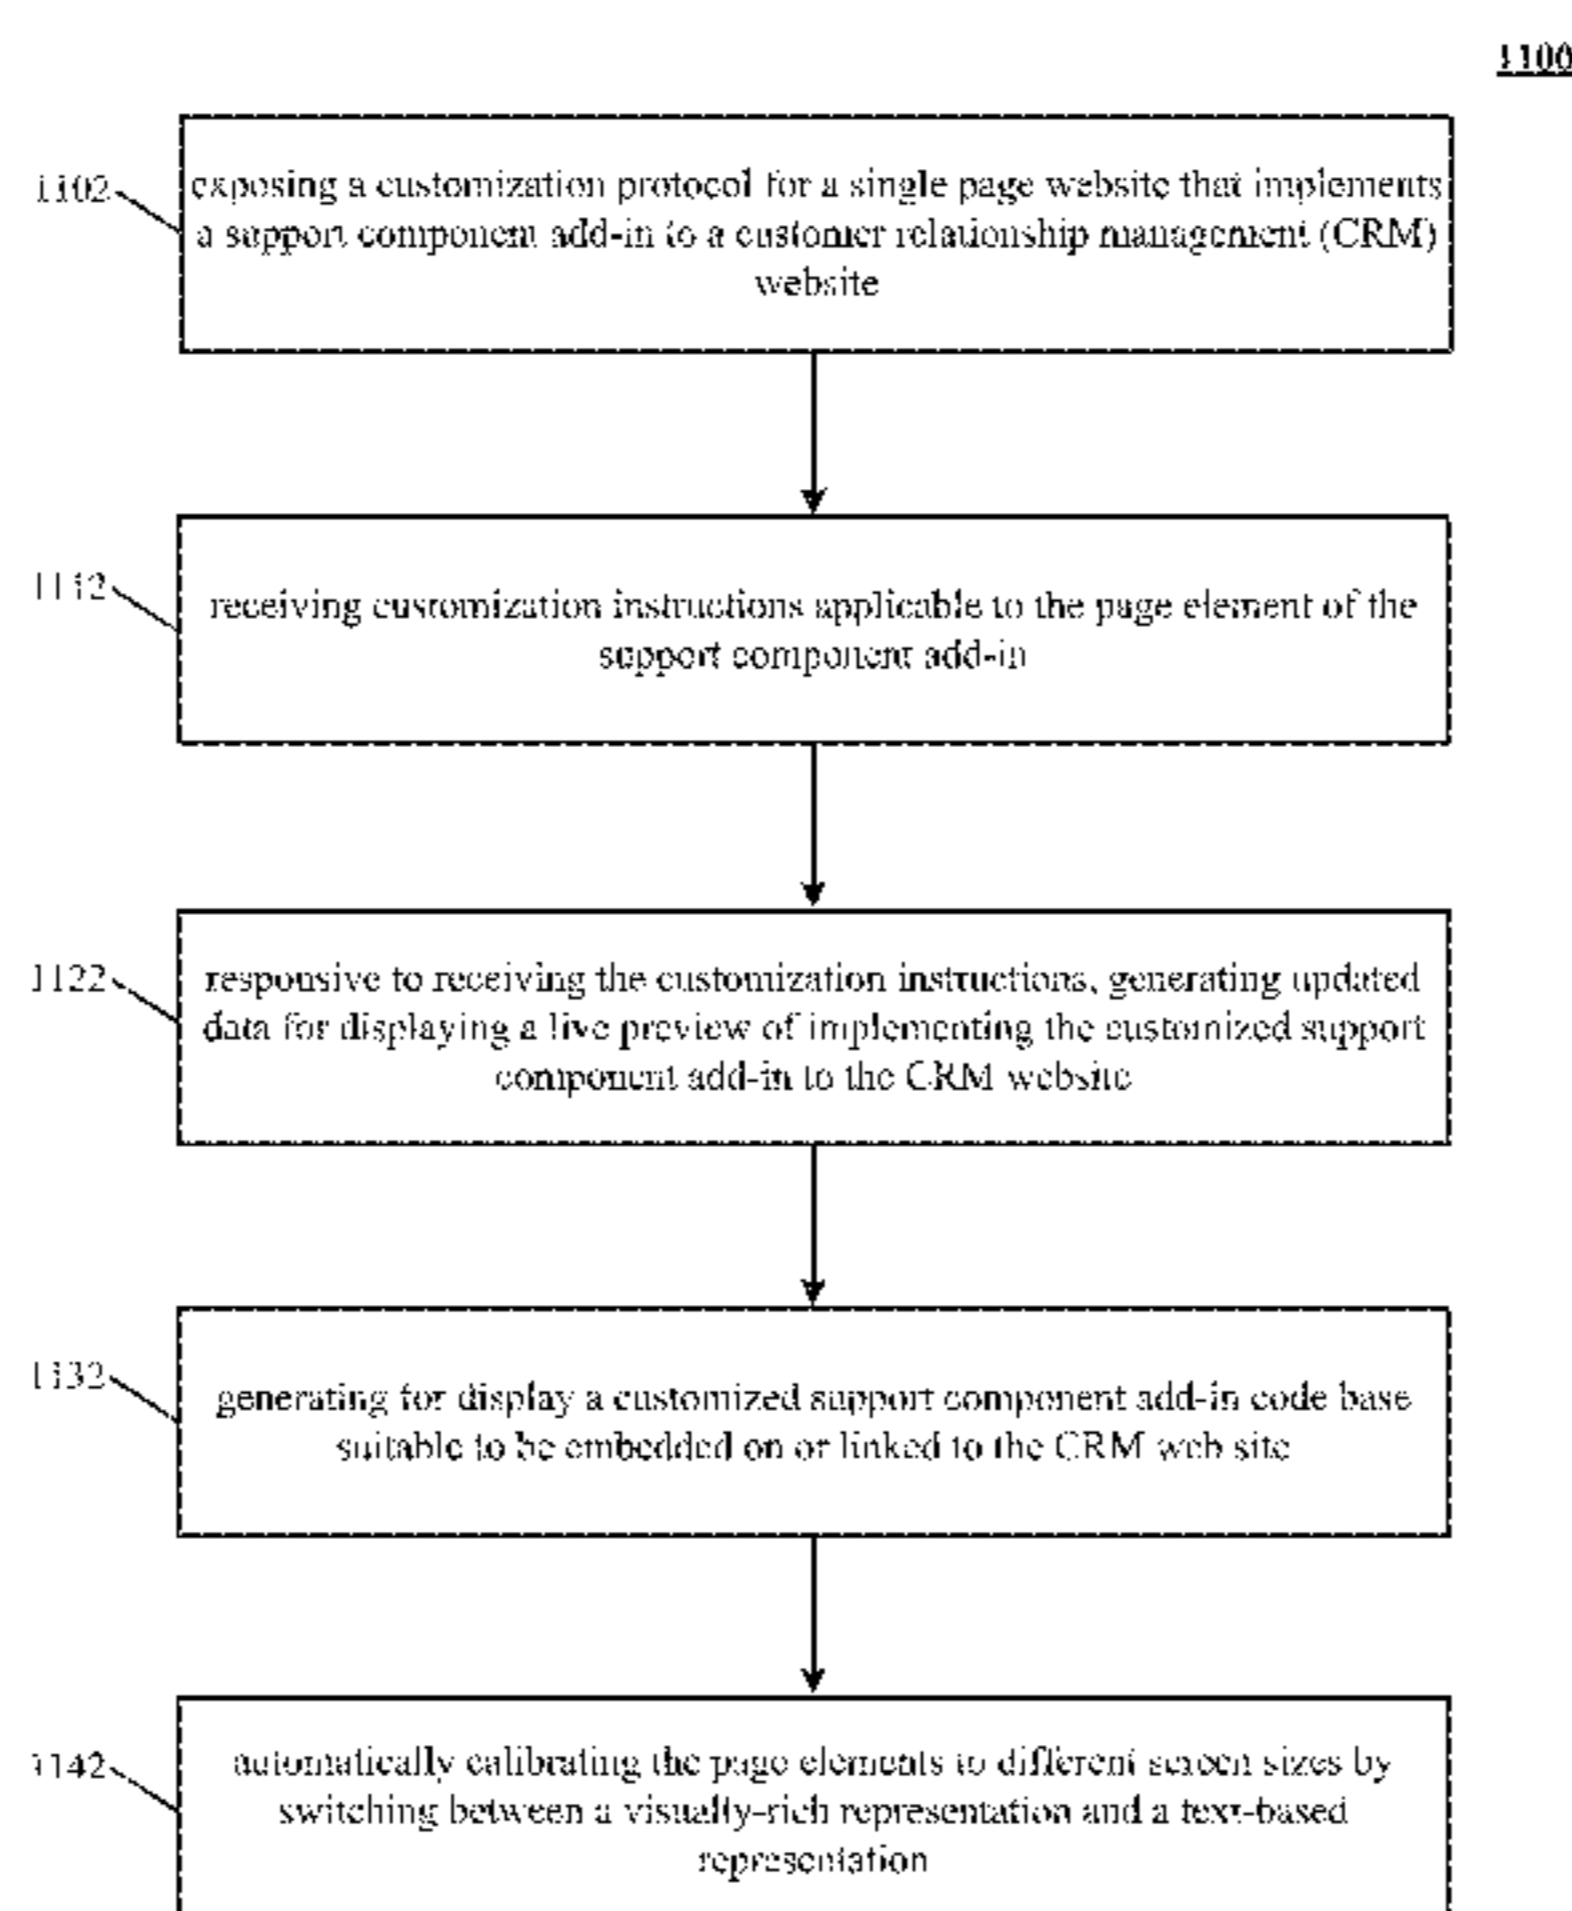 1100
1102
exposing a customization protocol for a single page website that implements
a support component add-in to a customer relationship management (CRM)
website
1112
receiving customization instructions applicable to the page element of the
support component add-in
1122
responsive to receiving the customization instructions, generating updated
data for displaying a live preview of implementing the customized support
component add-in to the CRM website
1132
generating for display a customized support component add-in code base
suitable to be embedded on or linked to the CRM web site
1142
automatically calibrating the page elements to different screen sizes by
switching between a visually-rich representation and a text-based
representation